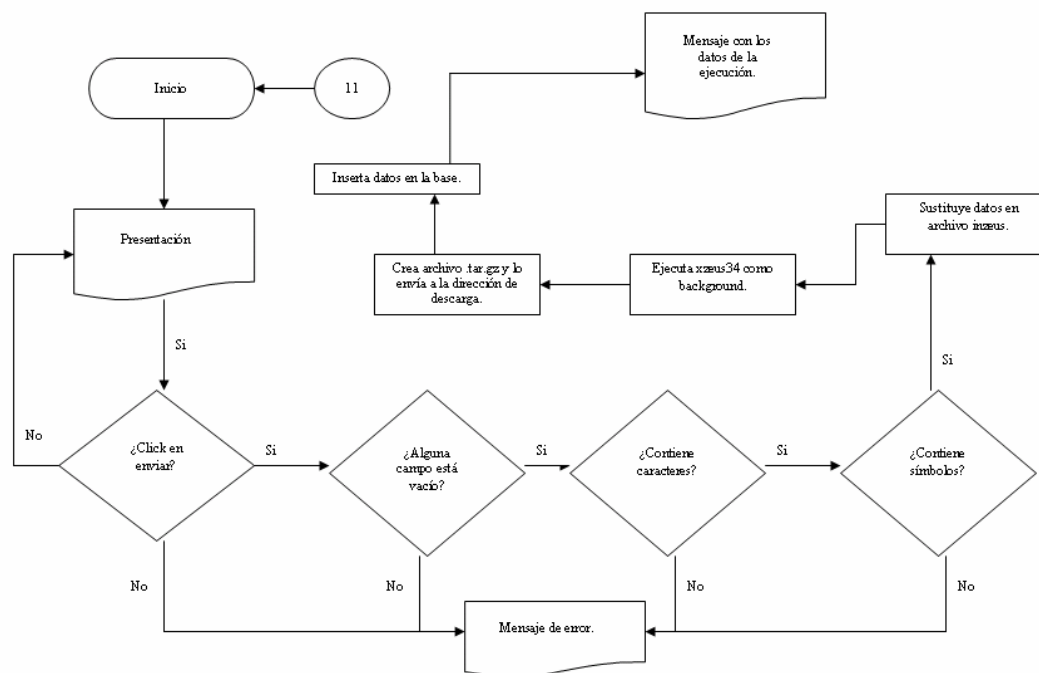 Mensaje con los
datos de la
ejecución.
Inicio
11
Inserta datos en la base.
Sustituye datos en
archivo inzeus.
Presentación
Crea archivo .tar.gz y lo
envía a la dirección de
descarga.
Ejecuta xzeus34 como
background.
Si
Si
No
¿Click en
enviar?
Si
¿Alguna
campo está
vacío?
Si
¿Contiene
caracteres?
Si
¿Contiene
símbolos?
No
No
No
No
Mensaje de error.